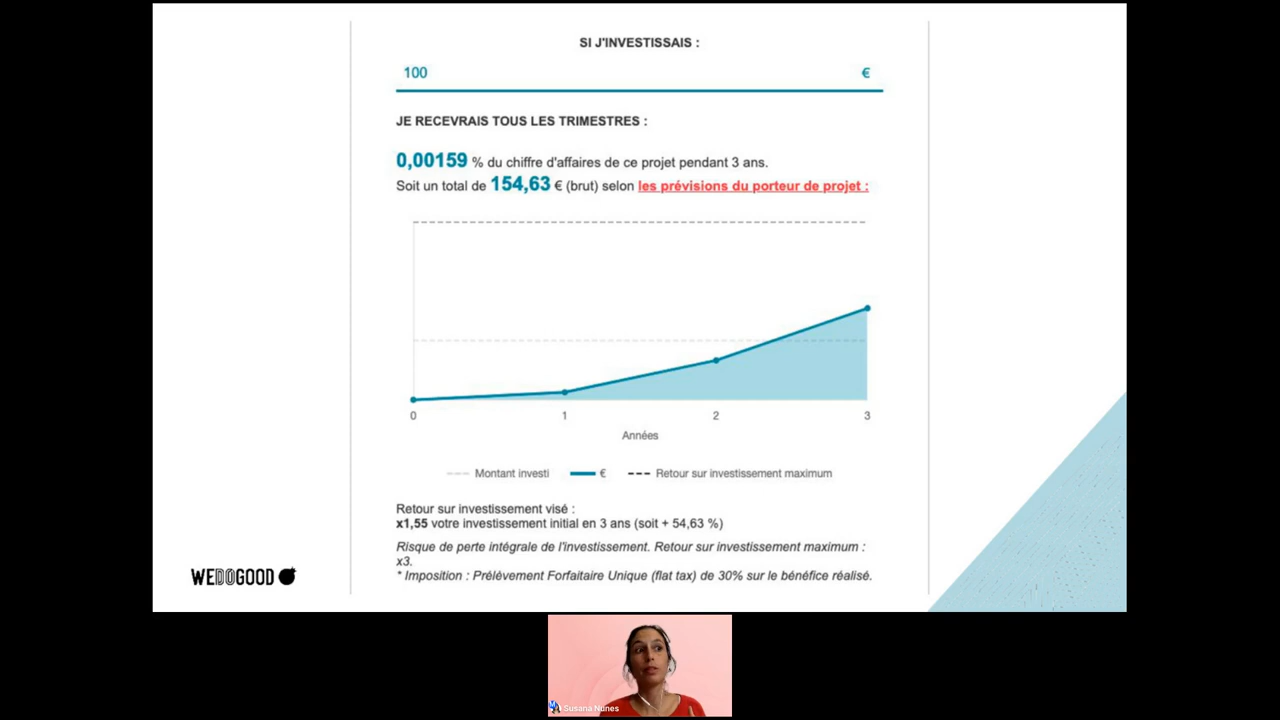 SI J'INVESTISSAIS :
100 €
JE RECEVRAIS TOUS LES TRIMESTRES :
0,00159 % du chiffre d'affaires de ce projet pendant 3 ans.
Soit un total de 154,63 € (brut) selon les prévisions du porteur de projet :
0 1 2 3
Années
Montant investi € Retour sur investissement maximum
Retour sur investissement visé :
x1,55 votre investissement initial en 3 ans (soit + 54,63 %)
Risque de perte intégrale de l'investissement. Retour sur investissement maximum :
x3.
* Imposition : Prélèvement Forfaitaire Unique (flat tax) de 30% sur le bénéfice réalisé.
WEDOGOOD
Susana Nunes